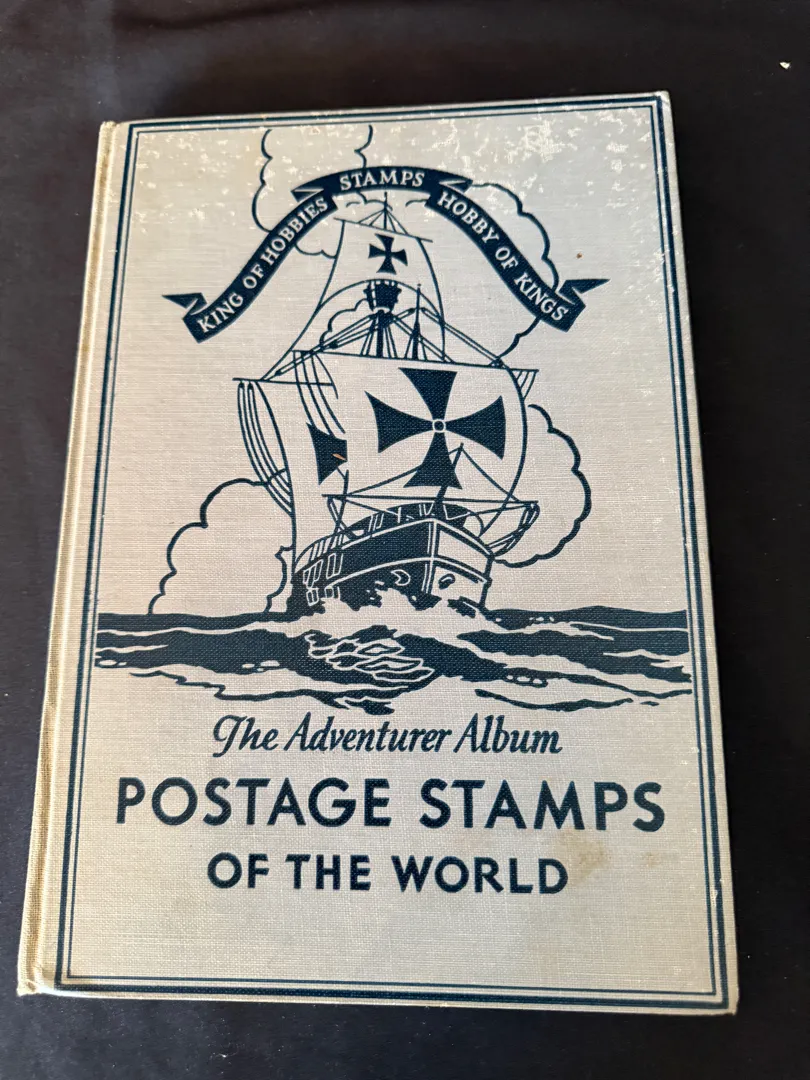 KING OF HOBBIES STAMPS HOBBY OF KINGS
The Adventurer Album
POSTAGE STAMPS
OF THE WORLD